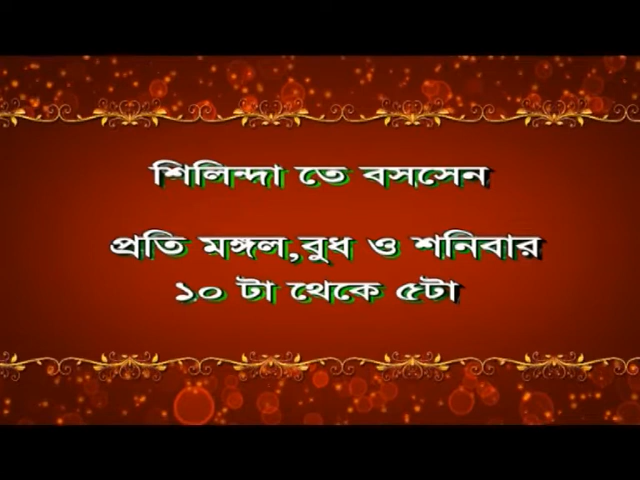 শিলিন্দা তে বসসেন
প্রতি মঙ্গল,বুধ ও শনিবার
১০ টা থেকে ৫টা